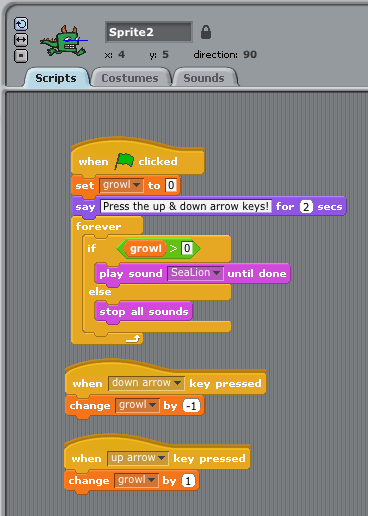 Sprite2
x: 4 y: 5 direction: 90
Scripts Costumes Sounds
when clicked
set growl to 0
say Press the up & down arrow keys! for 2 secs
forever
if growl > 0
play sound SeaLion until done
else
stop all sounds
when down arrow key pressed
change growl by -1
when up arrow key pressed
change growl by 1